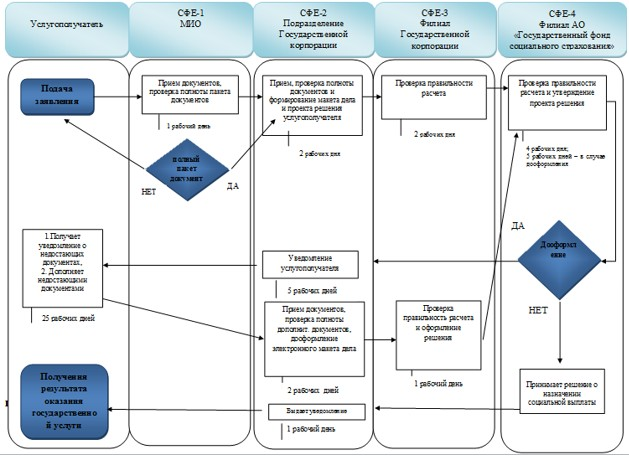 Услугополучатель
СФЕ-1
МИО
СФЕ-2
Подразделение
Государственной
корпорации
СФЕ-3
Филиал
Государственной
корпорации
СФЕ-4
Филиал АО
«Государственный фонд
социального страхования»
Подача
заявления
Прием документов,
проверка полноты пакета
документов
1 рабочий день
полный
пакет
документ
НЕТ
ДА
Прием, проверка полноты
документов и
формирование макета дела
и проекта решения
услугополучателя
2 рабочих дня
Проверка правильности
расчета
2 рабочих дня
Проверка правильности
расчета и утверждение
проекта решения
4 рабочих дня;
5 рабочих дней – в случае
дооформления
ДА
Дооформл
ение
НЕТ
1.Получает
уведомление о
недостающих
документах,
2. Дополняет
недостающими
документами
25 рабочих дней
Уведомление
услугополучателя
5 рабочих дней
Прием документов,
проверка полноты
дополнит. документов,
дооформление
электронного макета дела
2 рабочих дней
Проверка
правильность расчета
и оформление
решения
1 рабочий день
Принимает решение о
назначении
социальной выплаты
Выдает уведомление
1 рабочий день
Получения
результата
оказания
государственно
й услуги